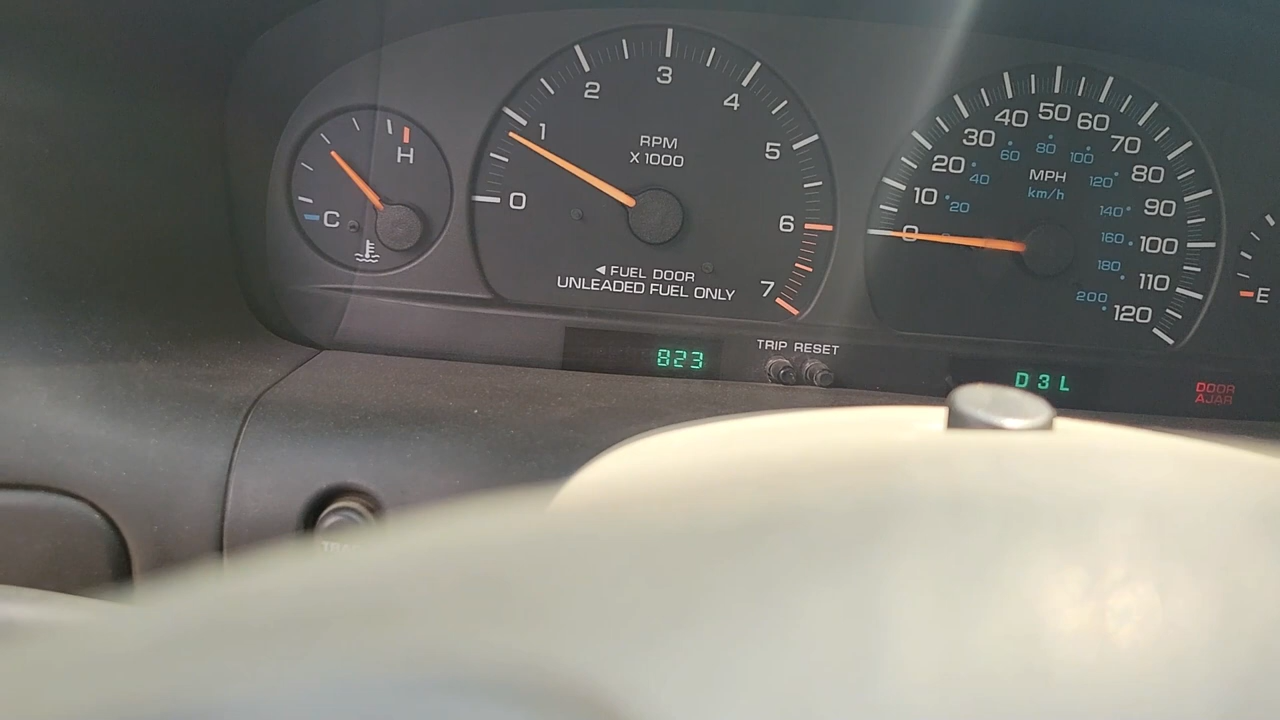 H
C
0
1
2
3
4
5
6
7
RPM
X 1000
◀ FUEL DOOR
UNLEADED FUEL ONLY
0
10
20
30
40
50
60
70
80
90
100
110
120
20
40
60
80
100
120
140
160
180
200
MPH
km/h
E
823
TRIP RESET
D 3 L
DOOR
AJAR